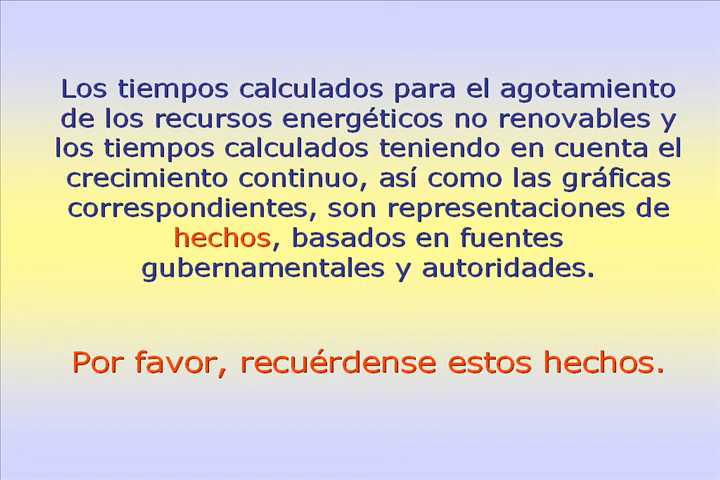 Los tiempos calculados para el agotamiento
de los recursos energéticos no renovables y
los tiempos calculados teniendo en cuenta el
crecimiento continuo, así como las gráficas
correspondientes, son representaciones de
hechos, basados en fuentes
gubernamentales y autoridades.
Por favor, recuérdense estos hechos.